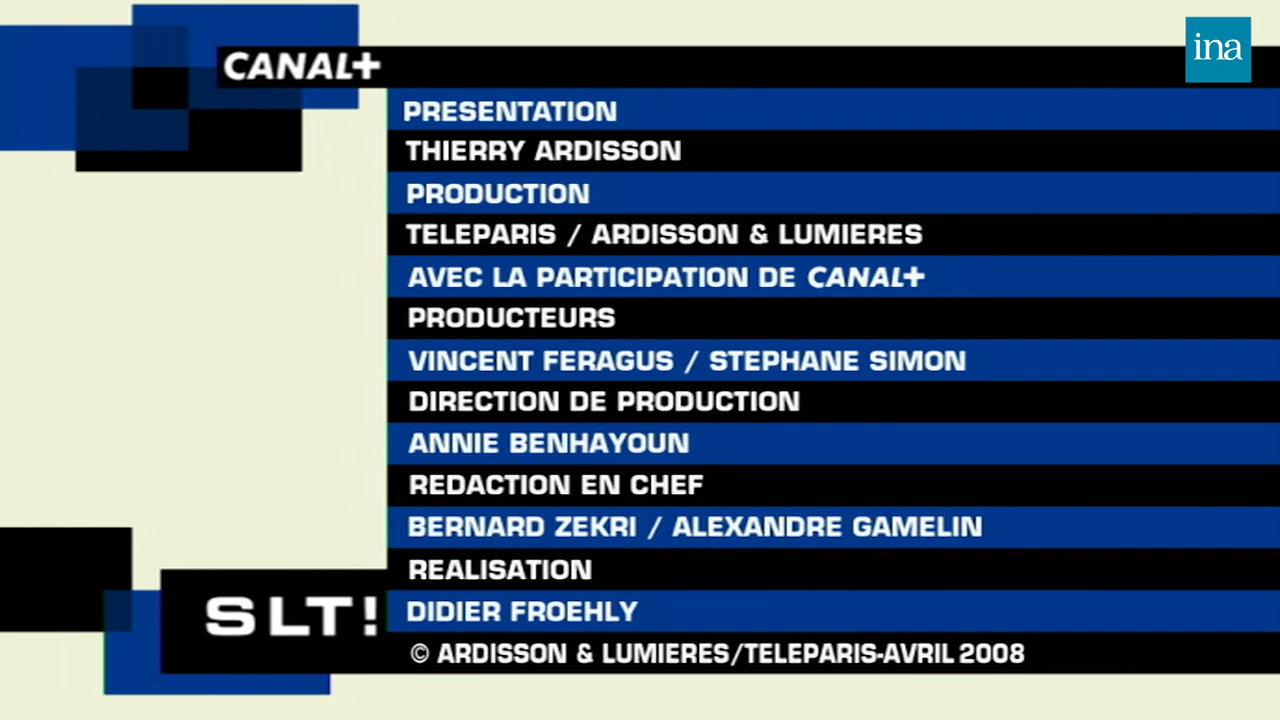 ina
CANAL+
PRESENTATION
THIERRY ARDISSON
PRODUCTION
TELEPARIS / ARDISSON & LUMIERES
AVEC LA PARTICIPATION DE CANAL+
PRODUCTEURS
VINCENT FERAGUS / STEPHANE SIMON
DIRECTION DE PRODUCTION
ANNIE BENHAYOUN
REDACTION EN CHEF
BERNARD ZEKRI / ALEXANDRE GAMELIN
REALISATION
SLT!
DIDIER FROEHLY
© ARDISSON & LUMIERES/TELEPARIS-AVRIL 2008